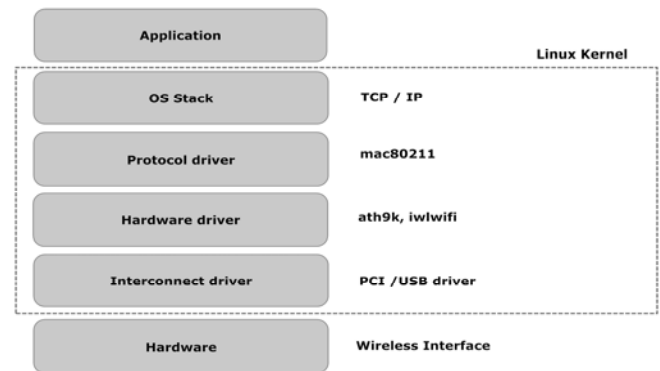 Application
Linux Kernel
OS Stack TCP / IP
Protocol driver mac80211
Hardware driver ath9k, iwlwifi
Interconnect driver PCI /USB driver
Hardware Wireless Interface